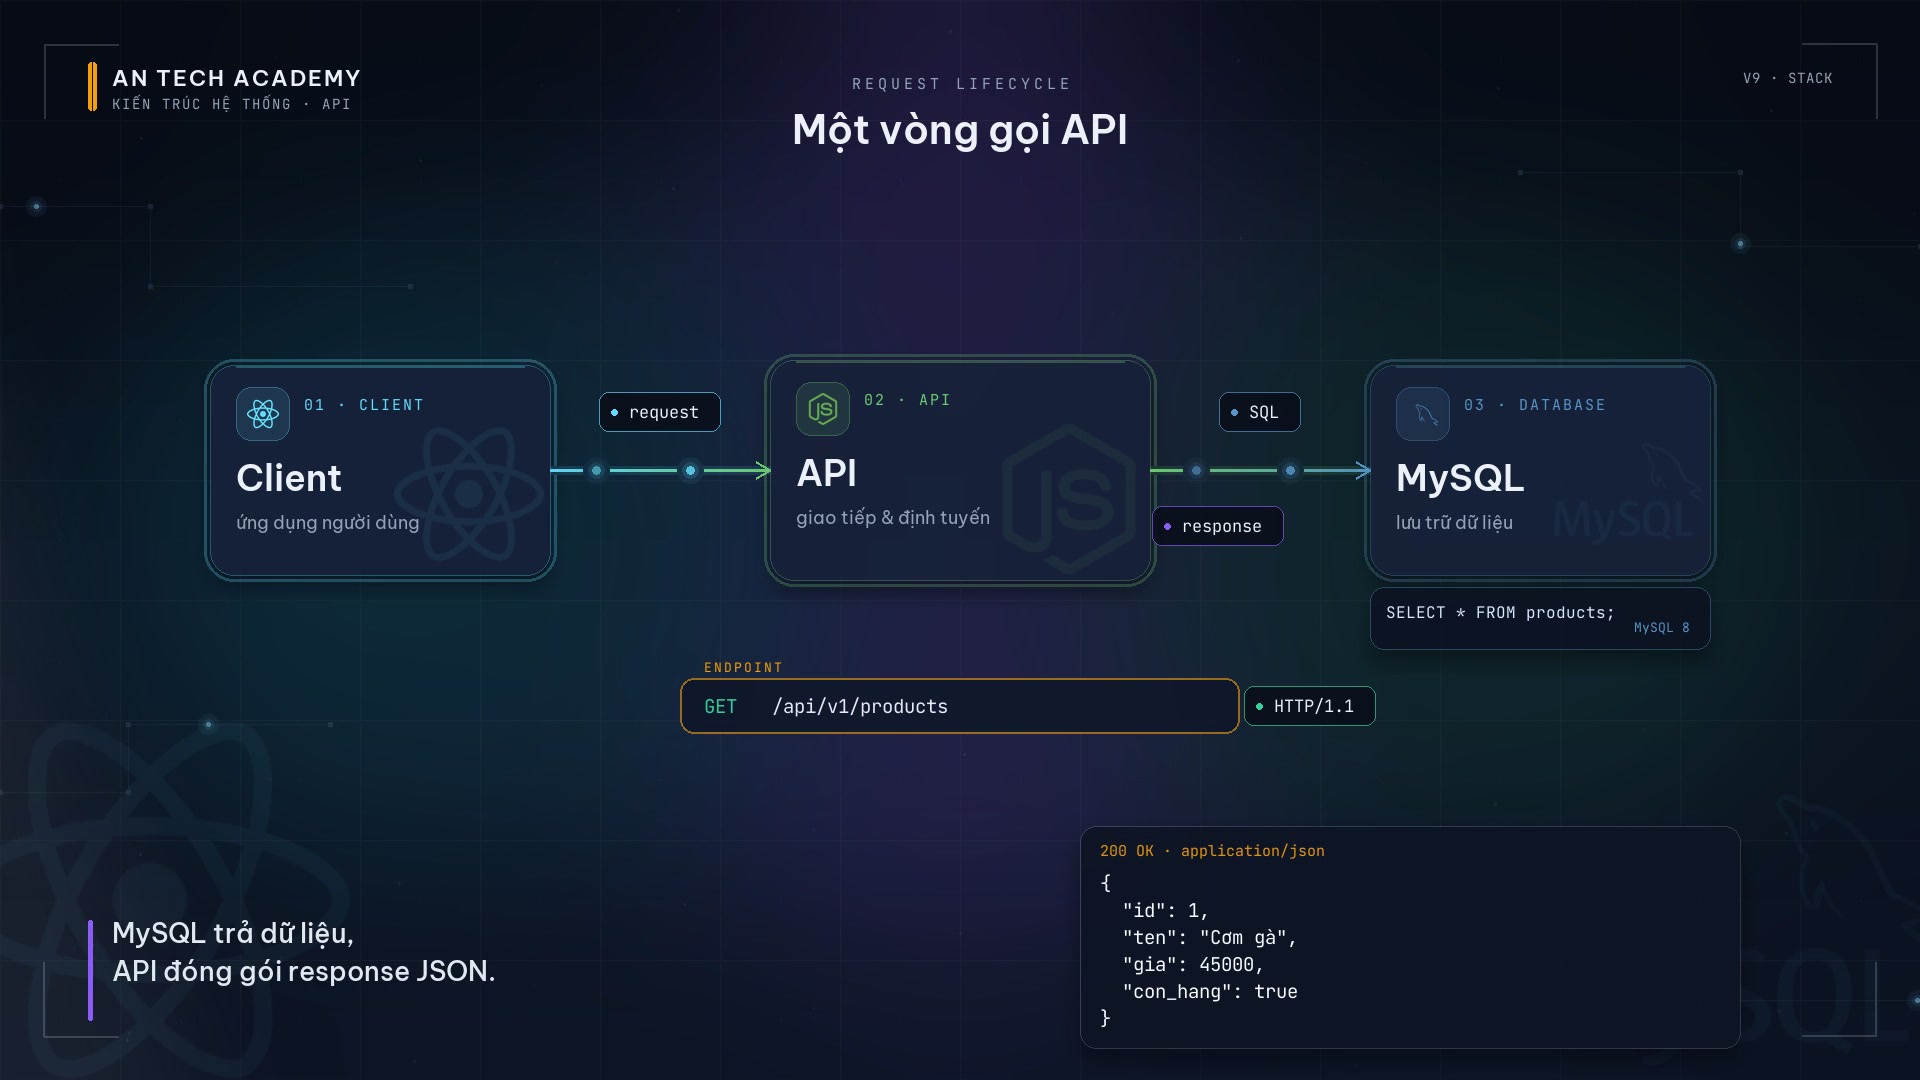 AN TECH ACADEMY
KIẾN TRÚC HỆ THỐNG · API
REQUEST LIFECYCLE
Một vòng gọi API
V9 · STACK
01 · CLIENT
Client
ứng dụng người dùng
request
02 · API
JS
API
giao tiếp & định tuyến
JS
SQL
response
03 · DATABASE
MySQL
lưu trữ dữ liệu
MySQL
SELECT * FROM products;
MySQL 8
ENDPOINT
GET /api/v1/products
HTTP/1.1
200 OK · application/json
{
"id": 1,
"ten": "Cơm gà",
"gia": 45000,
"con_hang": true
}
MySQL trả dữ liệu,
API đóng gói response JSON.